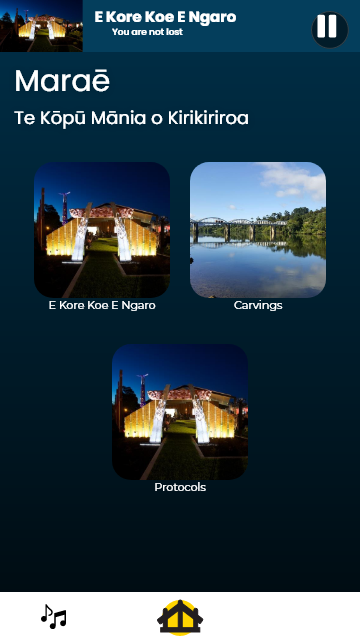 E Kore Koe E Ngaro
You are not lost
Maraē
Te Kōpū Mānia o Kirikiriroa
E Kore Koe E Ngaro
Carvings
Protocols